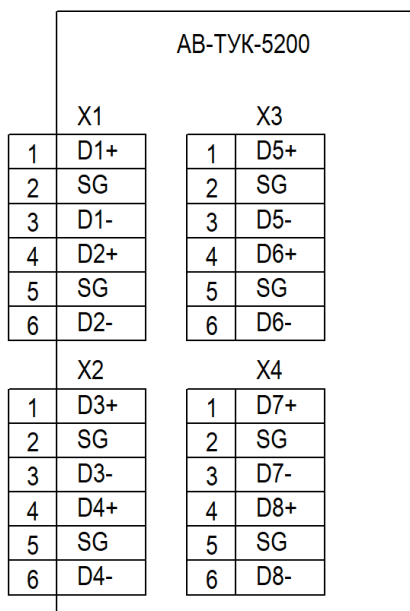 АВ-ТУК-5200
X1
1 D1+
2 SG
3 D1-
4 D2+
5 SG
6 D2-
X2
1 D3+
2 SG
3 D3-
4 D4+
5 SG
6 D4-
X3
1 D5+
2 SG
3 D5-
4 D6+
5 SG
6 D6-
X4
1 D7+
2 SG
3 D7-
4 D8+
5 SG
6 D8-